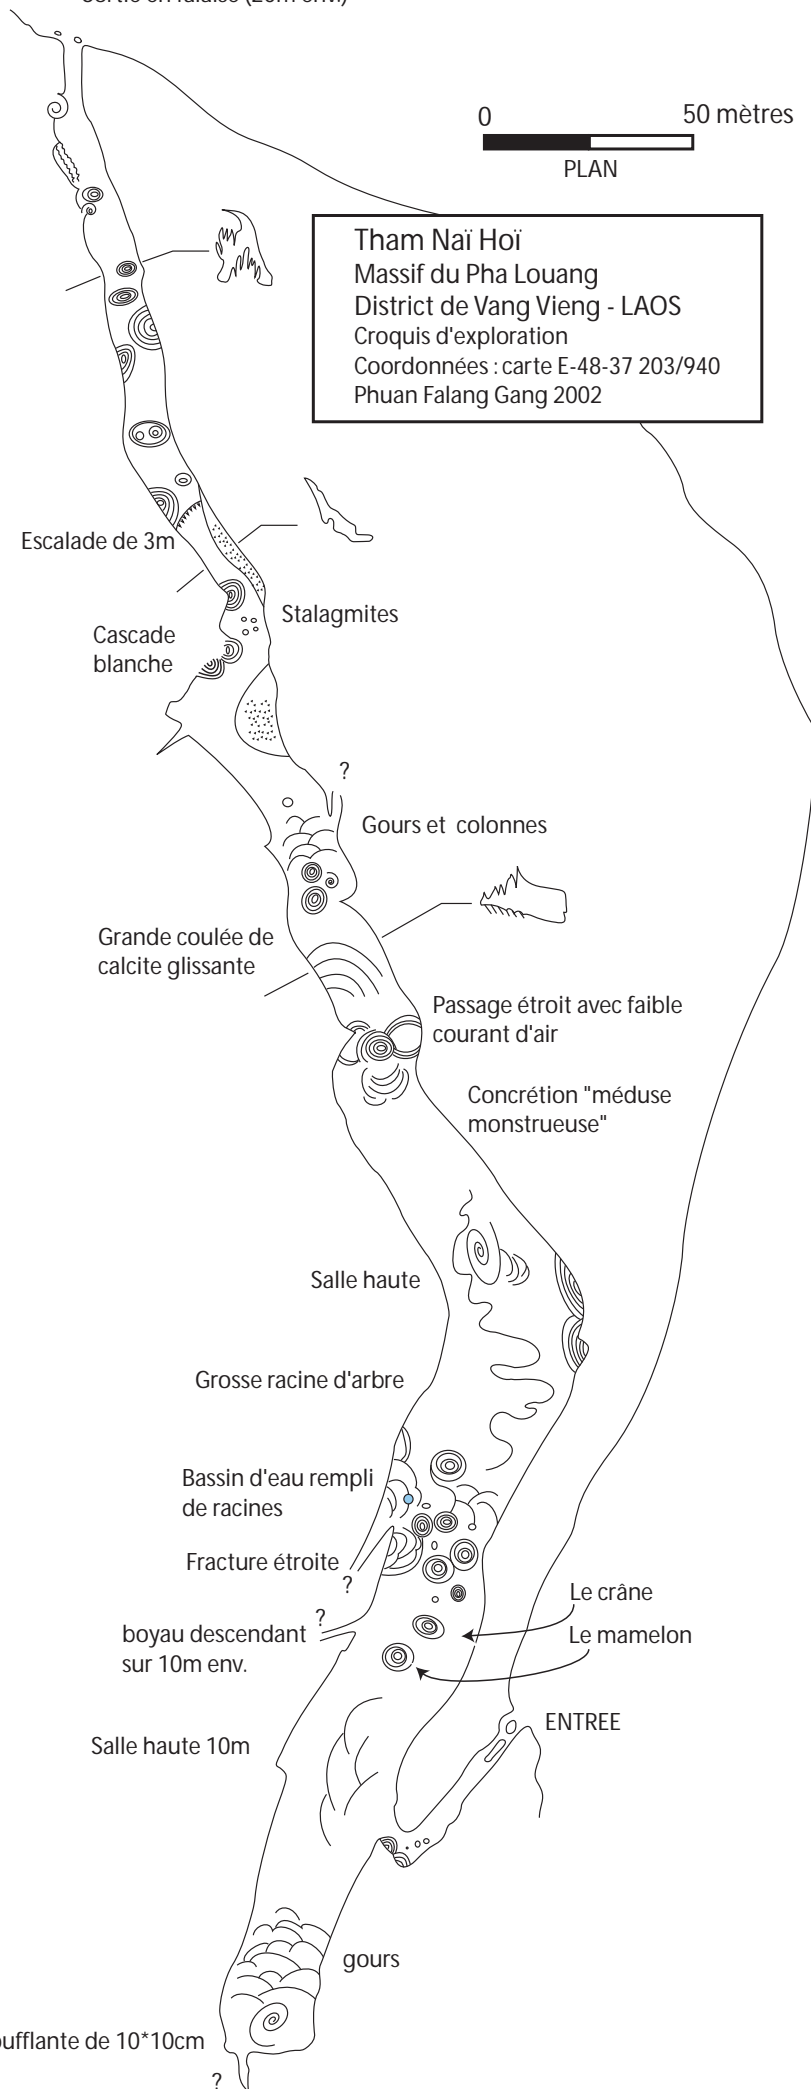 0
50 mètres
PLAN
Tham Naï Hoï
Massif du Pha Louang
District de Vang Vieng - LAOS
Croquis d'exploration
Coordonnées : carte E-48-37 203/940
Phuan Falang Gang 2002
Escalade de 3m
Stalagmites
Cascade
blanche
?
Gours et colonnes
Grande coulée de
calcite glissante
Passage étroit avec faible
courant d'air
Concrétion "méduse
monstrueuse"
Salle haute
Grosse racine d'arbre
Bassin d'eau rempli
de racines
Fracture étroite
?
?
boyau descendant
sur 10m env.
Le crâne
Le mamelon
ENTREE
Salle haute 10m
gours
oufflante de 10*10cm
?